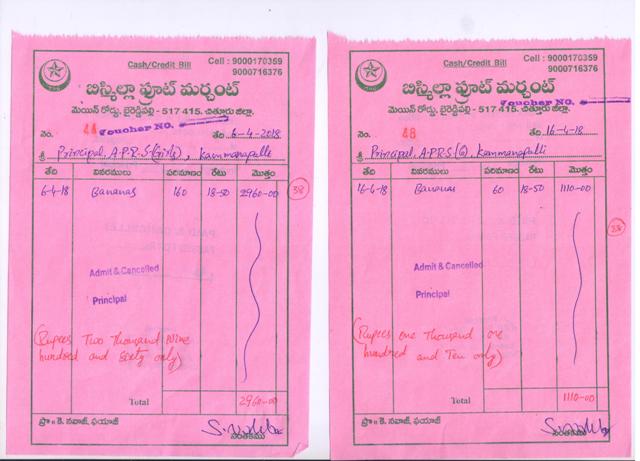 Cash/Credit Bill
Cell : 9000170359
9000716376
బిస్మిల్లా ఫ్రూట్ మర్చంట్
మెయిన్ రోడ్డు, బైరెడ్డిపల్లి - 517 415. చిత్తూరు జిల్లా.
Voucher NO.
నెం. 44 తేది 6-4-2018
శ్రీ Principal, A.P.R.S (Girls), Kammanapalli
తేది వివరములు పరిమాణం రేటు మొత్తం
6-4-18 Bananas 160 18-50 2960-00
38
Admit & Cancelled
Principal
(Rupees Two Thousand Nine
hundred and Sixty only)
Total 2960-00
ప్రొ॥ కె. నవాజ్, ఫయాజ్
సంతకము
Cash/Credit Bill
Cell : 9000170359
9000716376
బిస్మిల్లా ఫ్రూట్ మర్చంట్
మెయిన్ రోడ్డు, బైరెడ్డిపల్లి - 517 415. చిత్తూరు జిల్లా.
Voucher NO.
నెం. 48 తేది 16-4-18
శ్రీ Principal, A.P.R.S (G), Kammanapalli
తేది వివరములు పరిమాణం రేటు మొత్తం
16-4-18 Bananas 60 18-50 1110-00
38
Admit & Cancelled
Principal
(Rupees One Thousand one
hundred and Ten only)
Total 1110-00
ప్రొ॥ కె. నవాజ్, ఫయాజ్
సంతకము